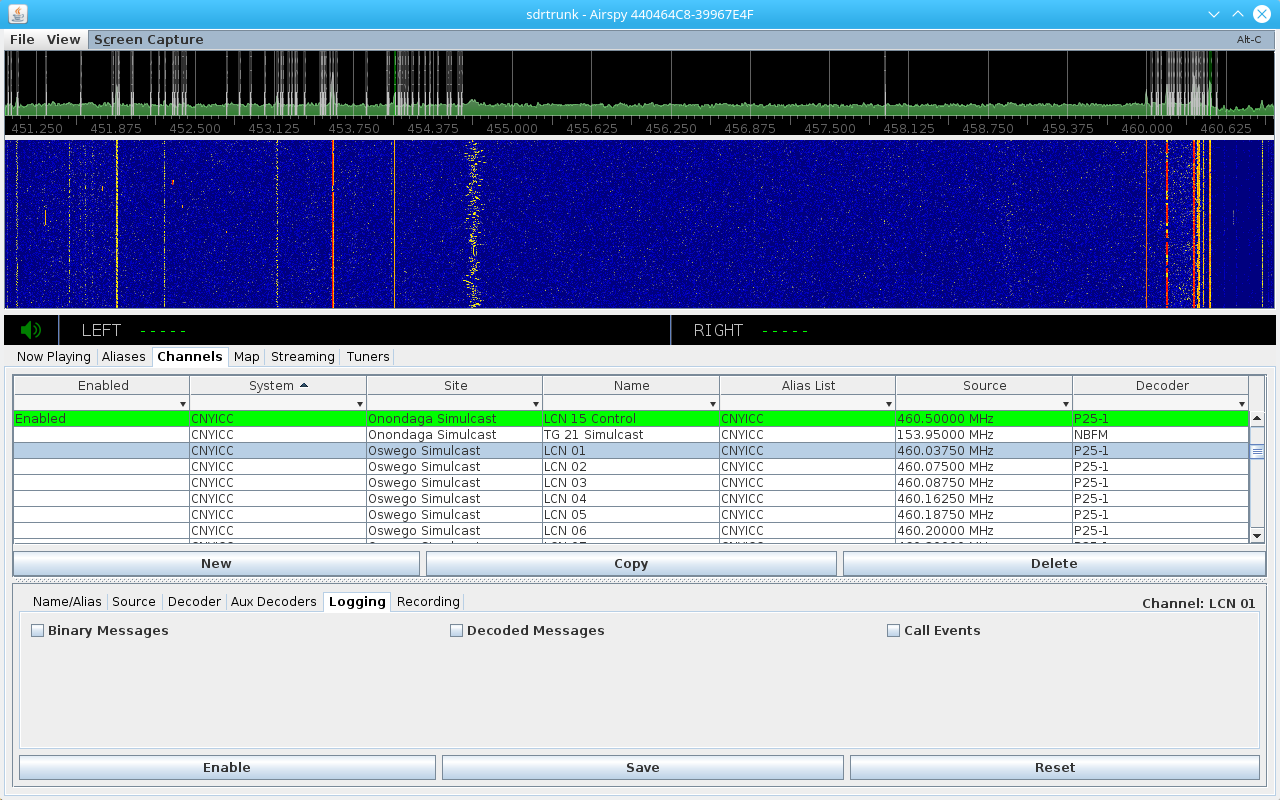 sdrtrunk - Airspy 440464C8-39967E4F
File View Screen Capture Alt-C
451.250 451.875 452.500 453.125 453.750 454.375 455.000 455.625 456.250 456.875 457.500 458.125 458.750 459.375 460.000 460.625
LEFT ----- RIGHT -----
Now Playing Aliases Channels Map Streaming Tuners
Enabled System Site Name Alias List Source Decoder
Enabled CNYICC Onondaga Simulcast LCN 15 Control CNYICC 460.50000 MHz P25-1
CNYICC Onondaga Simulcast TG 21 Simulcast CNYICC 153.95000 MHz NBFM
CNYICC Oswego Simulcast LCN 01 CNYICC 460.03750 MHz P25-1
CNYICC Oswego Simulcast LCN 02 CNYICC 460.07500 MHz P25-1
CNYICC Oswego Simulcast LCN 03 CNYICC 460.08750 MHz P25-1
CNYICC Oswego Simulcast LCN 04 CNYICC 460.16250 MHz P25-1
CNYICC Oswego Simulcast LCN 05 CNYICC 460.18750 MHz P25-1
CNYICC Oswego Simulcast LCN 06 CNYICC 460.20000 MHz P25-1
New Copy Delete
Name/Alias Source Decoder Aux Decoders Logging Recording Channel: LCN 01
Binary Messages Decoded Messages Call Events
Enable Save Reset